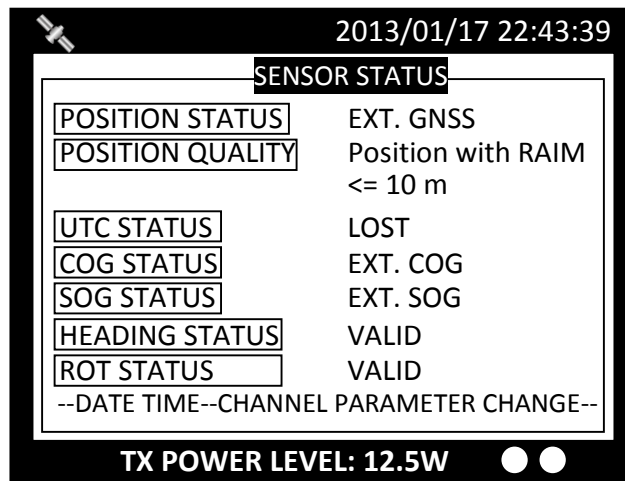 2013/01/17 22:43:39
SENSOR STATUS
POSITION STATUS EXT. GNSS
POSITION QUALITY Position with RAIM
<= 10 m
UTC STATUS LOST
COG STATUS EXT. COG
SOG STATUS EXT. SOG
HEADING STATUS VALID
ROT STATUS VALID
--DATE TIME--CHANNEL PARAMETER CHANGE--
TX POWER LEVEL: 12.5W